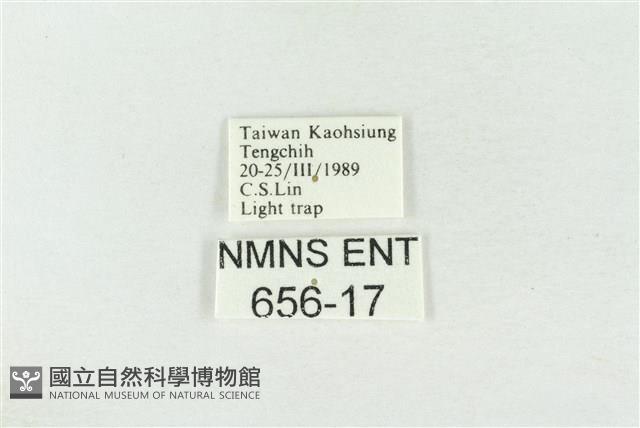 Taiwan Kaohsiung
Tengchih
20-25/III/1989
C.S.Lin
Light trap
NMNS ENT
656-17
國立自然科學博物館
NATIONAL MUSEUM OF NATURAL SCIENCE